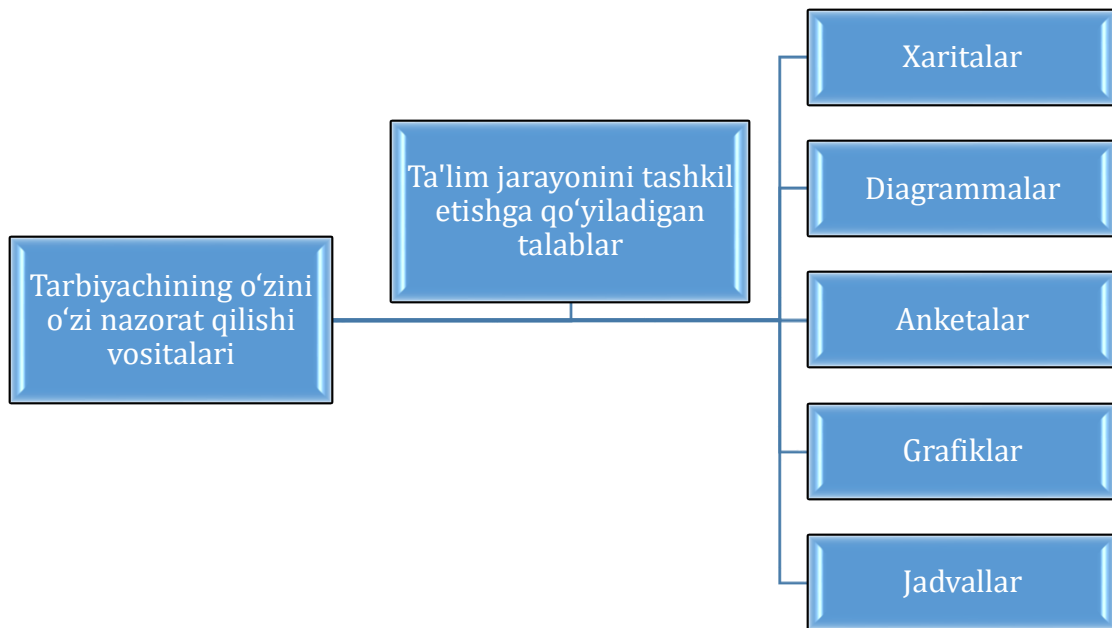 Tarbiyachining o‘zini
o‘zi nazorat qilishi
vositalari
Ta'lim jarayonini tashkil
etishga qo‘yiladigan
talablar
Xaritalar
Diagrammalar
Anketalar
Grafiklar
Jadvallar